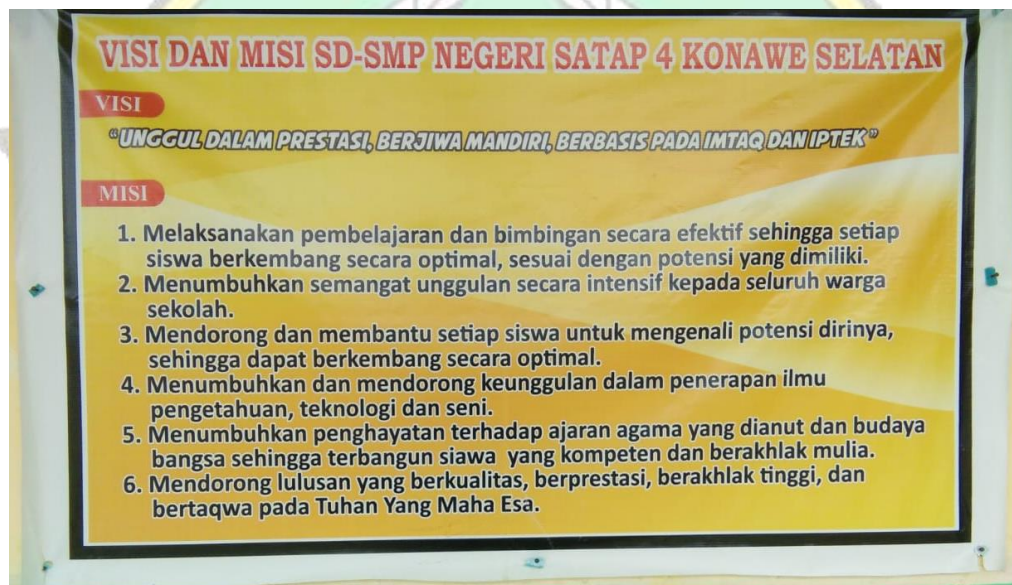 VISI DAN MISI SD-SMP NEGERI SATAP 4 KONAWE SELATAN
VISI
"UNGGUL DALAM PRESTASI, BERJIWA MANDIRI, BERBASIS PADA IMTAQ DAN IPTEK"
MISI
1. Melaksanakan pembelajaran dan bimbingan secara efektif sehingga setiap
siswa berkembang secara optimal, sesuai dengan potensi yang dimiliki.
2. Menumbuhkan semangat unggulan secara intensif kepada seluruh warga
sekolah.
3. Mendorong dan membantu setiap siswa untuk mengenali potensi dirinya,
sehingga dapat berkembang secara optimal.
4. Menumbuhkan dan mendorong keunggulan dalam penerapan ilmu
pengetahuan, teknologi dan seni.
5. Menumbuhkan penghayatan terhadap ajaran agama yang dianut dan budaya
bangsa sehingga terbangun siawa yang kompeten dan berakhlak mulia.
6. Mendorong lulusan yang berkualitas, berprestasi, berakhlak tinggi, dan
bertaqwa pada Tuhan Yang Maha Esa.